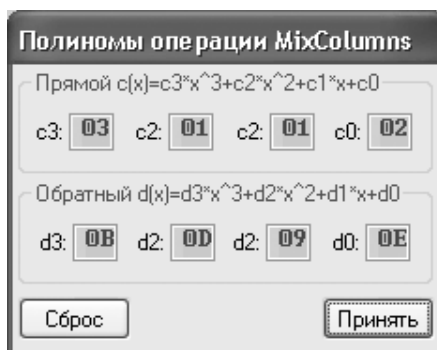 Полиномы операции MixColumns
Прямой c(x)=c3*x^3+c2*x^2+c1*x+c0
c3: 03 c2: 01 c2: 01 c0: 02
Обратный d(x)=d3*x^3+d2*x^2+d1*x+d0
d3: 0B d2: 0D d2: 09 d0: 0E
Сброс Принять